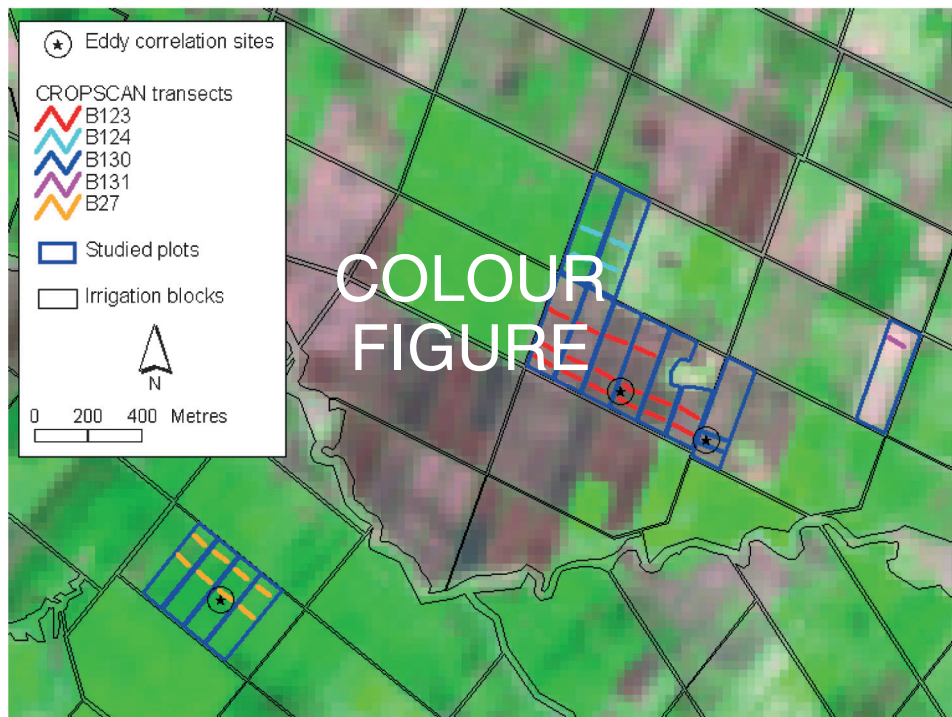 Eddy correlation sites
CROPSCAN transects
B123
B124
B130
B131
B27
Studied plots
Irrigation blocks
N
0 200 400 Metres
COLOUR
FIGURE